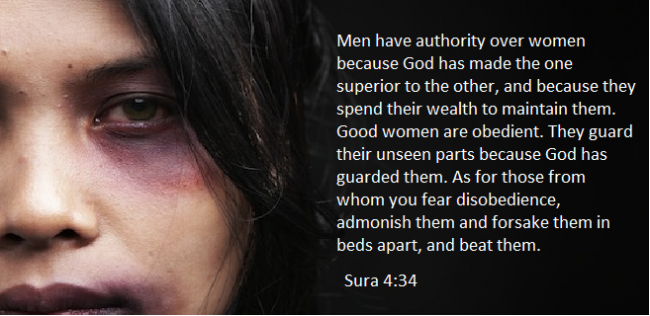 Men have authority over women
because God has made the one
superior to the other, and because they
spend their wealth to maintain them.
Good women are obedient. They guard
their unseen parts because God has
guarded them. As for those from
whom you fear disobedience,
admonish them and forsake them in
beds apart, and beat them.
Sura 4:34